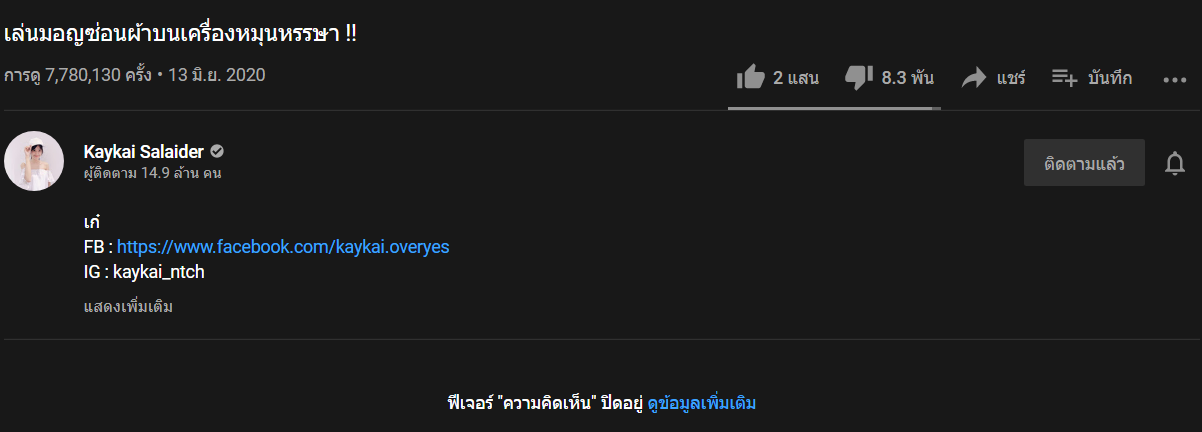 เล่นมอญซ่อนผ้าบนเครื่องหมุนหรรษา !!
การดู 7,780,130 ครั้ง • 13 มิ.ย. 2020
2 แสน 8.3 พัน แชร์ บันทึก
Kaykai Salaider
ผู้ติดตาม 14.9 ล้าน คน
ติดตามแล้ว
เก๋
FB : https://www.facebook.com/kaykai.overyes
IG : kaykai_ntch
แสดงเพิ่มเติม
ฟีเจอร์ "ความคิดเห็น" ปิดอยู่ ดูข้อมูลเพิ่มเติม